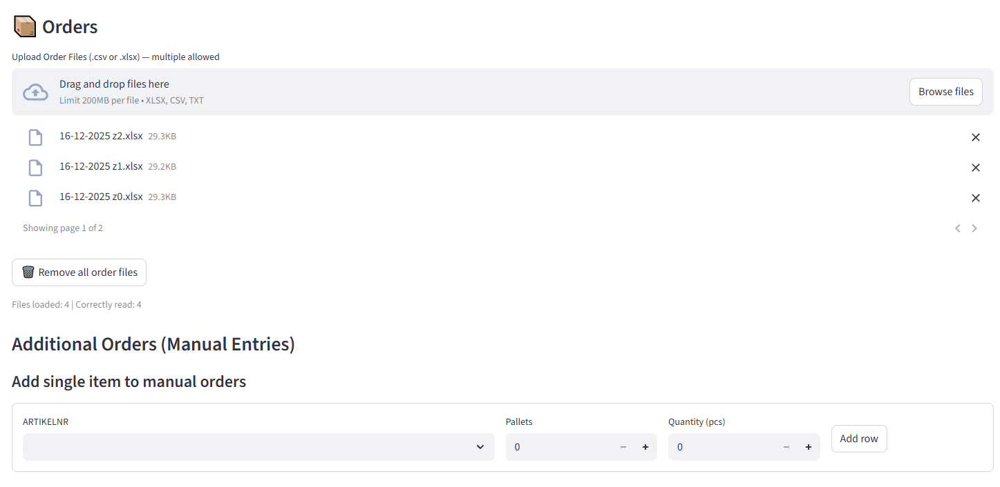 Orders
Upload Order Files (.csv or .xlsx) — multiple allowed
Drag and drop files here
Limit 200MB per file • XLSX, CSV, TXT
Browse files
16-12-2025 z2.xlsx 29.3KB
16-12-2025 z1.xlsx 29.2KB
16-12-2025 z0.xlsx 29.3KB
Showing page 1 of 2
Remove all order files
Files loaded: 4 | Correctly read: 4
Additional Orders (Manual Entries)
Add single item to manual orders
ARTIKELNR Pallets Quantity (pcs)
0 0 Add row